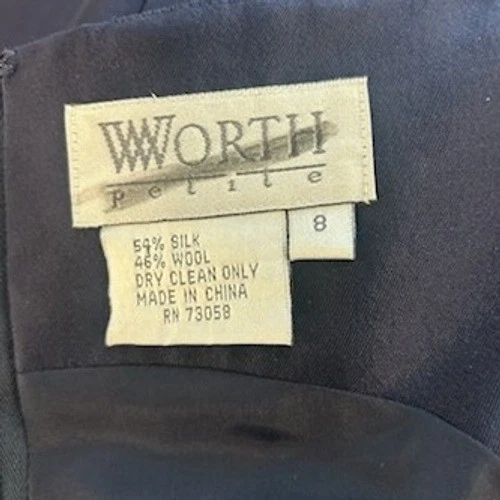 WORTH
petite
8
54% SILK
46% WOOL
DRY CLEAN ONLY
MADE IN CHINA
RN 73058